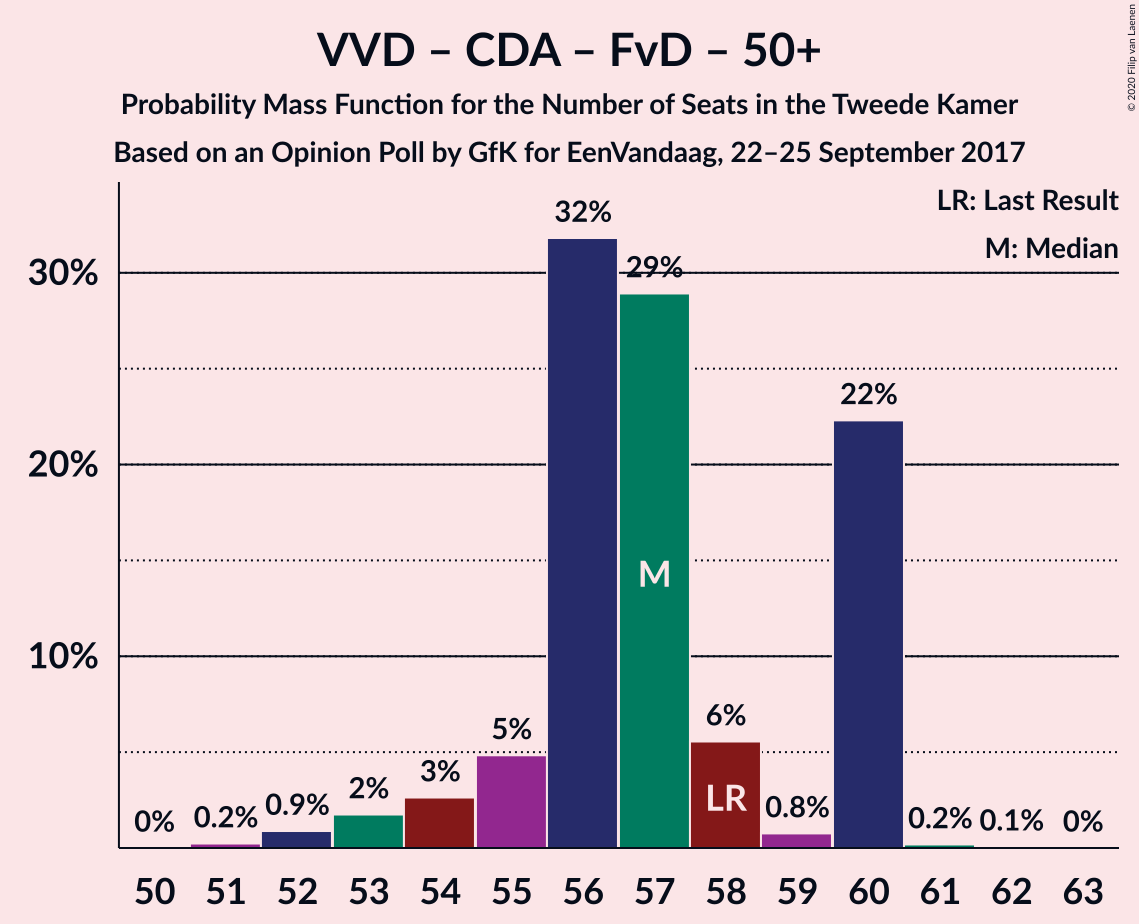 VVD – CDA – FvD – 50+
Probability Mass Function for the Number of Seats in the Tweede Kamer
Based on an Opinion Poll by GfK for EenVandaag, 22–25 September 2017
© 2020 Filip van Laenen
LR: Last Result
M: Median
30%
20%
10%
0%
0.2%
0.9%
2%
3%
5%
32%
29%
6%
0.8%
22%
0.2%
0.1%
0%
M
LR
50 51 52 53 54 55 56 57 58 59 60 61 62 63